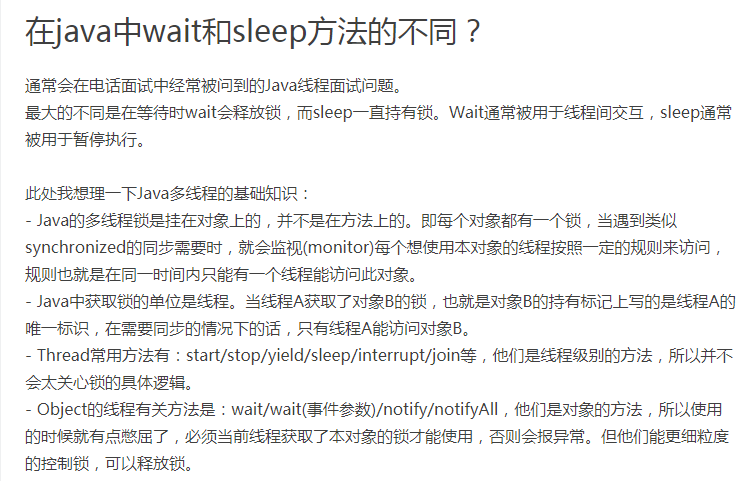 在java中wait和sleep方法的不同？
通常会在电话面试中经常被问到的Java线程面试问题。
最大的不同是在等待时wait会释放锁，而sleep一直持有锁。Wait通常被用于线程间交互，sleep通常
被用于暂停执行。
此处我想理一下Java多线程的基础知识：
- Java的多线程锁是挂在对象上的，并不是在方法上的。即每个对象都有一个锁，当遇到类似
synchronized的同步需要时，就会监视(monitor)每个想使用本对象的线程按照一定的规则来访问，
规则也就是在同一时间内只能有一个线程能访问此对象。
- Java中获取锁的单位是线程。当线程A获取了对象B的锁，也就是对象B的持有标记上写的是线程A的
唯一标识，在需要同步的情况下的话，只有线程A能访问对象B。
- Thread常用方法有：start/stop/yield/sleep/interrupt/join等，他们是线程级别的方法，所以并不
会太关心锁的具体逻辑。
- Object的线程有关方法是：wait/wait(事件参数)/notify/notifyAll，他们是对象的方法，所以使用
的时候就有点憋屈了，必须当前线程获取了本对象的锁才能使用，否则会报异常。但他们能更细粒度
的控制锁，可以释放锁。